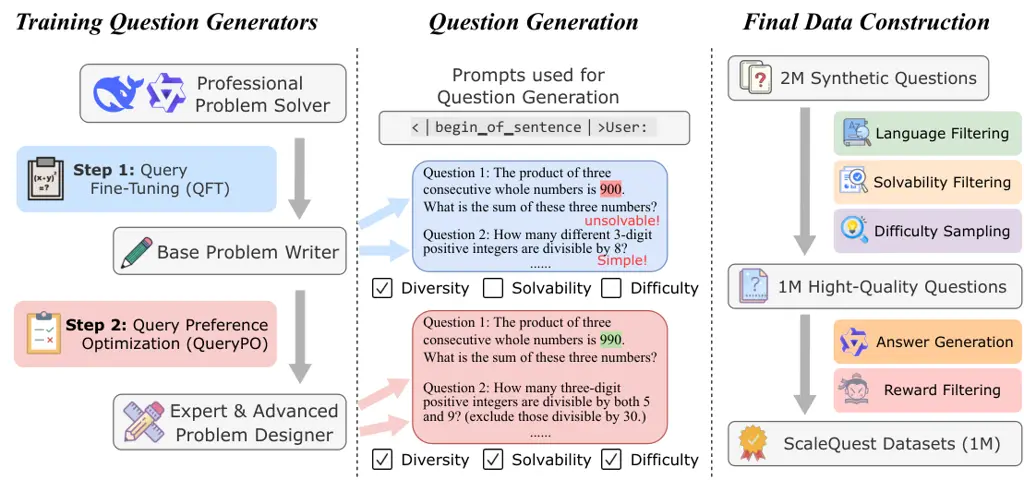 Training Question Generators
Professional
Problem Solver
(x-y)²
=?
Step 1: Query
Fine-Tuning (QFT)
Base Problem Writer
Step 2: Query Preference
Optimization (QueryPO)
Expert & Advanced
Problem Designer
Question Generation
Prompts used for
Question Generation
<|begin_of_sentence|>User:
Question 1: The product of three
consecutive whole numbers is 900.
What is the sum of these three numbers?
unsolvable!
Question 2: How many different 3-digit
positive integers are divisible by 8?
Simple!
......
Diversity Solvability Difficulty
Question 1: The product of three
consecutive whole numbers is 990.
What is the sum of these three numbers?
Question 2: How many three-digit
positive integers are divisible by both 5
and 9? (exclude those divisible by 30.)
......
Diversity Solvability Difficulty
Final Data Construction
? 2M Synthetic Questions
Language Filtering
Solvability Filtering
Difficulty Sampling
? 1M Hight-Quality Questions
Answer Generation
Reward Filtering
ScaleQuest Datasets (1M)